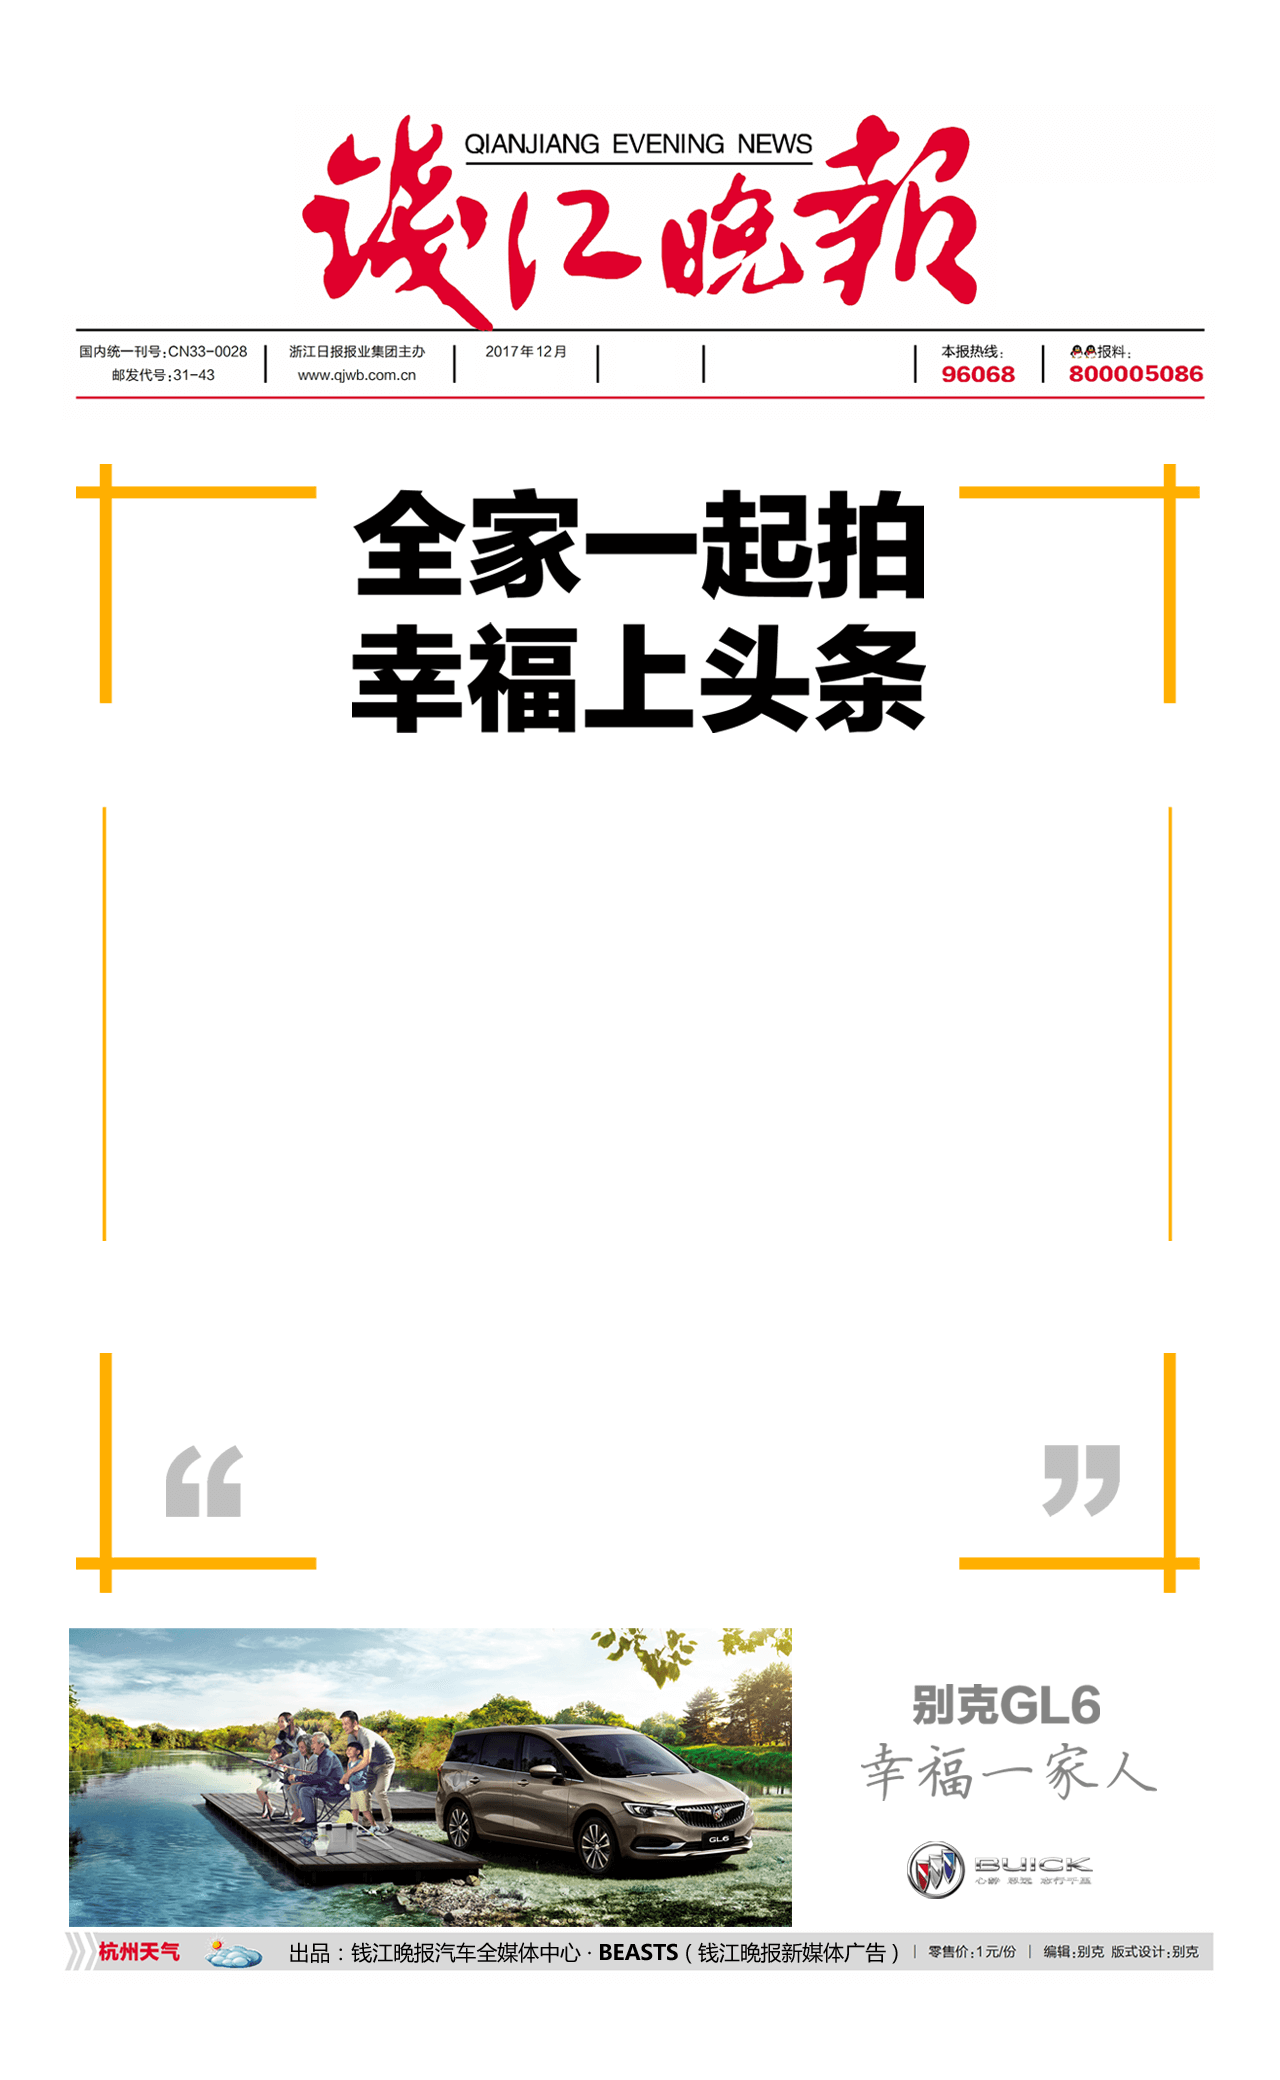 钱江晚報
QIANJIANG EVENING NEWS
国内统一刊号:CN33-0028
邮发代号:31-43
浙江日报报业集团主办
www.qjwb.com.cn
2017年12月
本报热线:
96068
报料:
800005086
全家一起拍
幸福上头条
“ ”
GL6
别克GL6
幸福一家人
BUICK
心静 思远 志行千里
杭州天气
出品：钱江晚报汽车全媒体中心·BEASTS（钱江晚报新媒体广告）
零售价:1元/份
编辑:别克 版式设计:别克